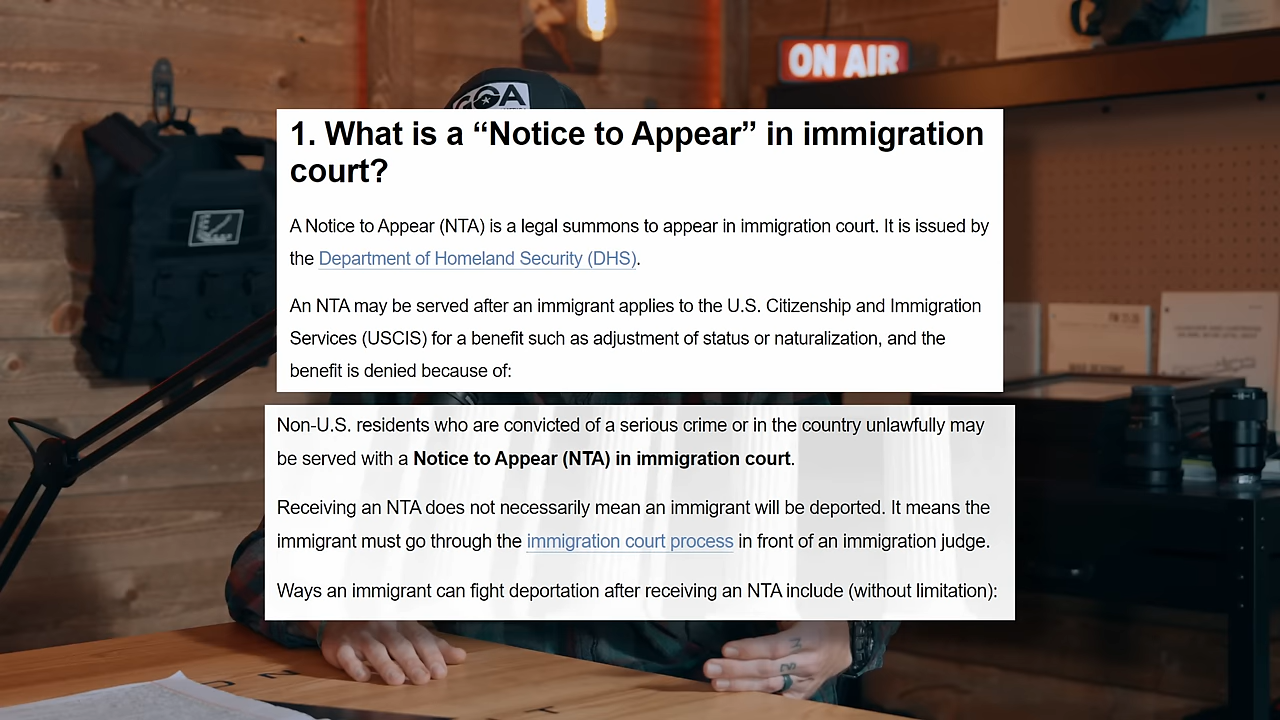 ON AIR
1. What is a “Notice to Appear” in immigration
court?
A Notice to Appear (NTA) is a legal summons to appear in immigration court. It is issued by
the Department of Homeland Security (DHS).
An NTA may be served after an immigrant applies to the U.S. Citizenship and Immigration
Services (USCIS) for a benefit such as adjustment of status or naturalization, and the
benefit is denied because of:
Non-U.S. residents who are convicted of a serious crime or in the country unlawfully may
be served with a Notice to Appear (NTA) in immigration court.
Receiving an NTA does not necessarily mean an immigrant will be deported. It means the
immigrant must go through the immigration court process in front of an immigration judge.
Ways an immigrant can fight deportation after receiving an NTA include (without limitation):